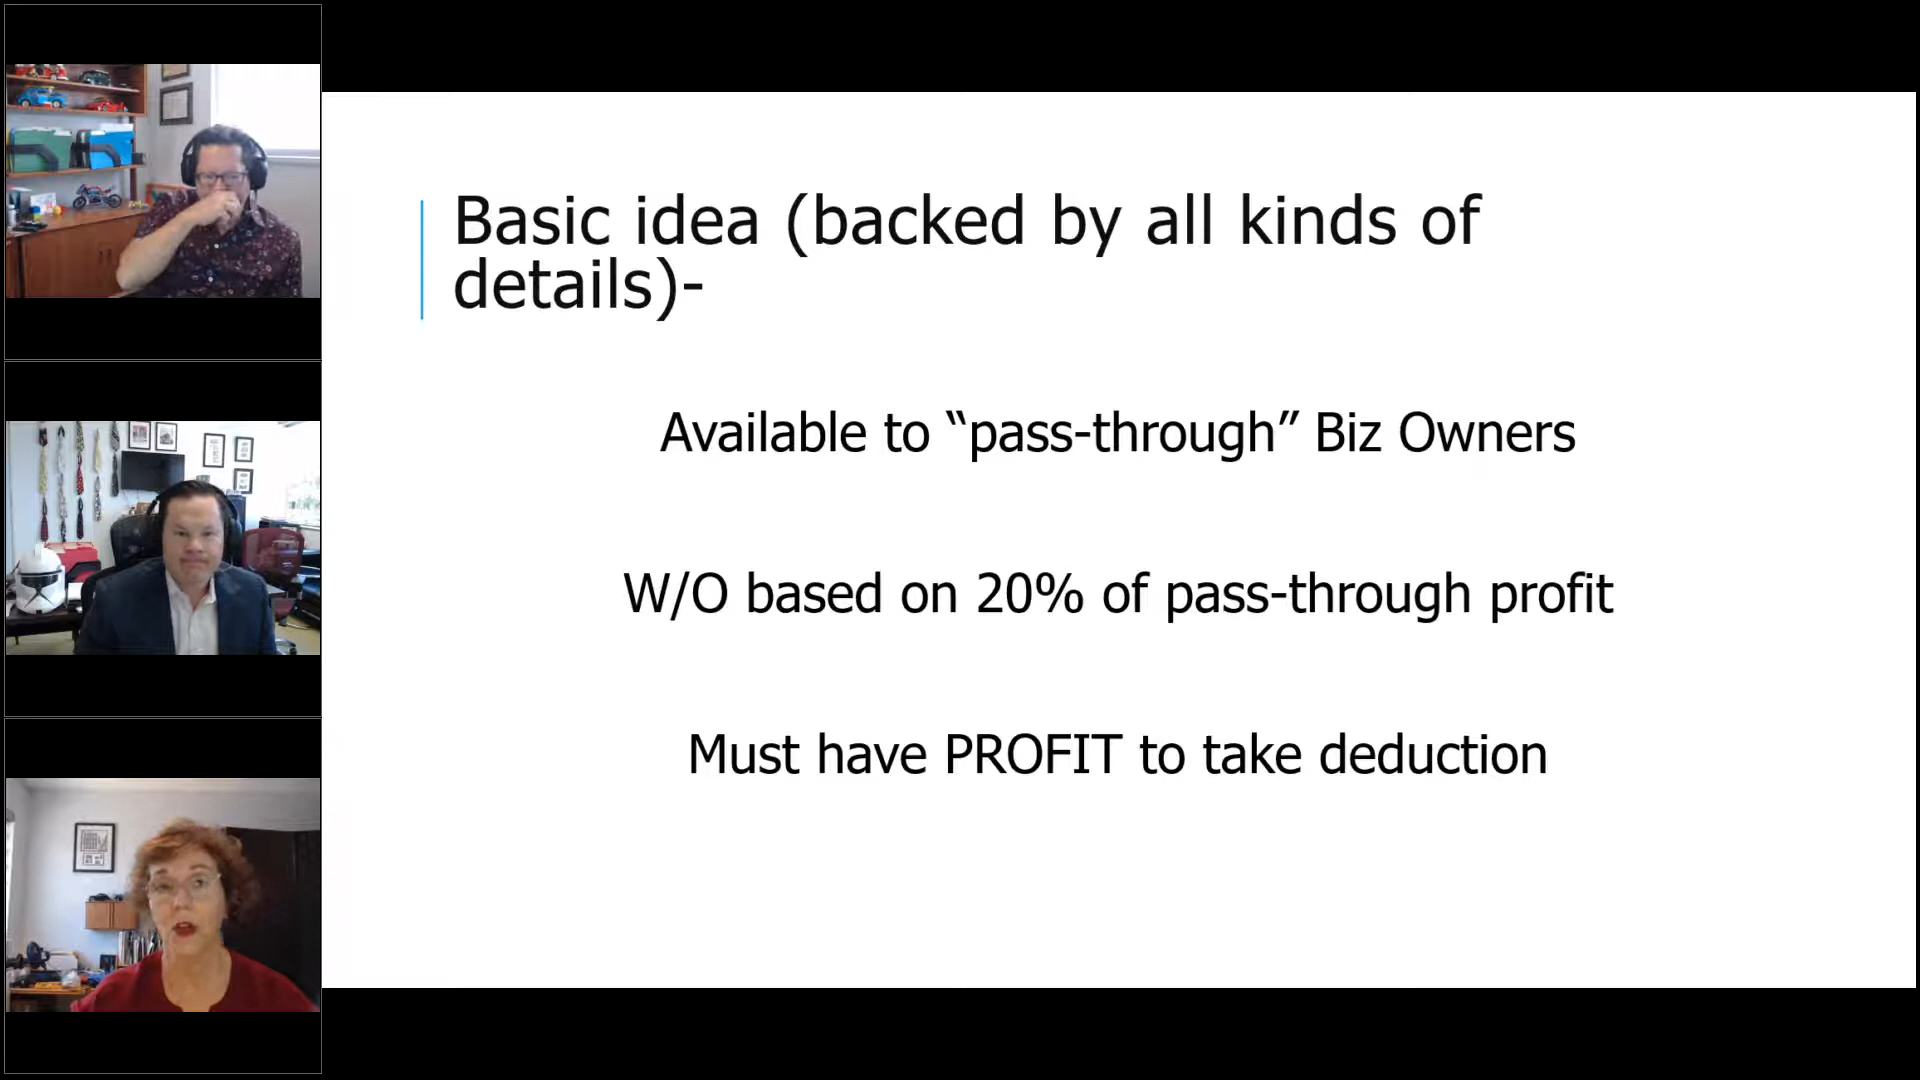 Basic idea (backed by all kinds of
details)-
Available to “pass-through” Biz Owners
W/O based on 20% of pass-through profit
Must have PROFIT to take deduction